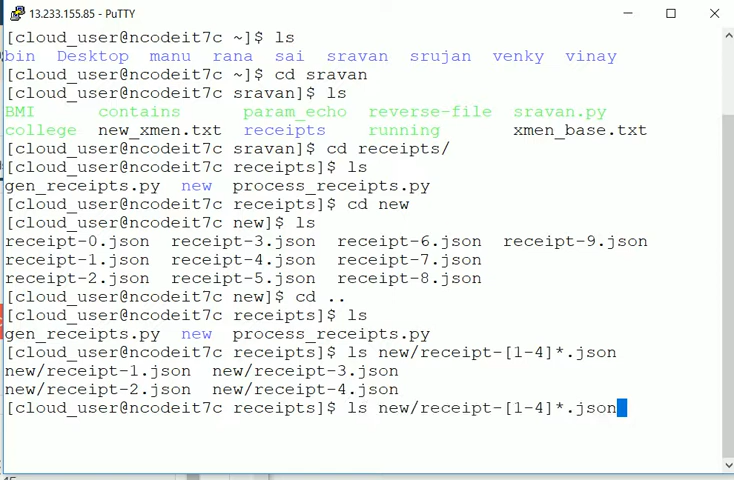 13.233.155.85 - PuTTY
[cloud_user@ncodeit7c ~]$ ls
bin  Desktop  manu  rana  sai  sravan  srujan  venky  vinay
[cloud_user@ncodeit7c ~]$ cd sravan
[cloud_user@ncodeit7c sravan]$ ls
BMI      contains      param_echo  reverse-file  sravan.py
college  new_xmen.txt  receipts    running       xmen_base.txt
[cloud_user@ncodeit7c sravan]$ cd receipts/
[cloud_user@ncodeit7c receipts]$ ls
gen_receipts.py  new  process_receipts.py
[cloud_user@ncodeit7c receipts]$ cd new
[cloud_user@ncodeit7c new]$ ls
receipt-0.json  receipt-3.json  receipt-6.json  receipt-9.json
receipt-1.json  receipt-4.json  receipt-7.json
receipt-2.json  receipt-5.json  receipt-8.json
[cloud_user@ncodeit7c new]$ cd ..
[cloud_user@ncodeit7c receipts]$ ls
gen_receipts.py  new  process_receipts.py
[cloud_user@ncodeit7c receipts]$ ls new/receipt-[1-4]*.json
new/receipt-1.json  new/receipt-3.json
new/receipt-2.json  new/receipt-4.json
[cloud_user@ncodeit7c receipts]$ ls new/receipt-[1-4]*.json